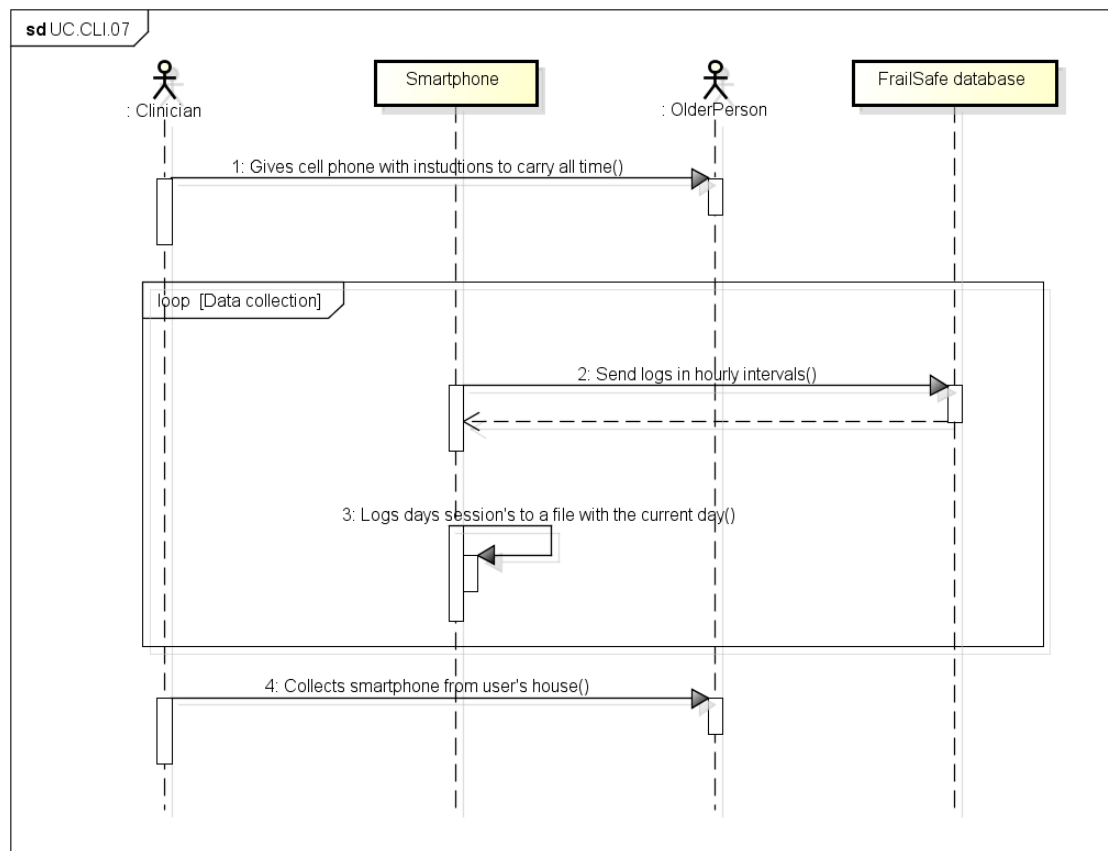 sd UC.CLI.07
: Clinician
Smartphone
: OlderPerson
FrailSafe database
1: Gives cell phone with instuctions to carry all time()
loop [Data collection]
2: Send logs in hourly intervals()
3: Logs days session's to a file with the current day()
4: Collects smartphone from user's house()